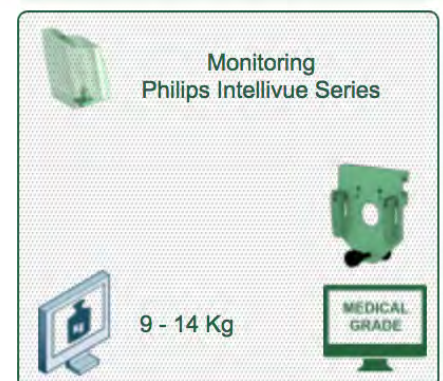 Monitoring
Philips Intellivue Series
9 - 14 Kg
MEDICAL
GRADE